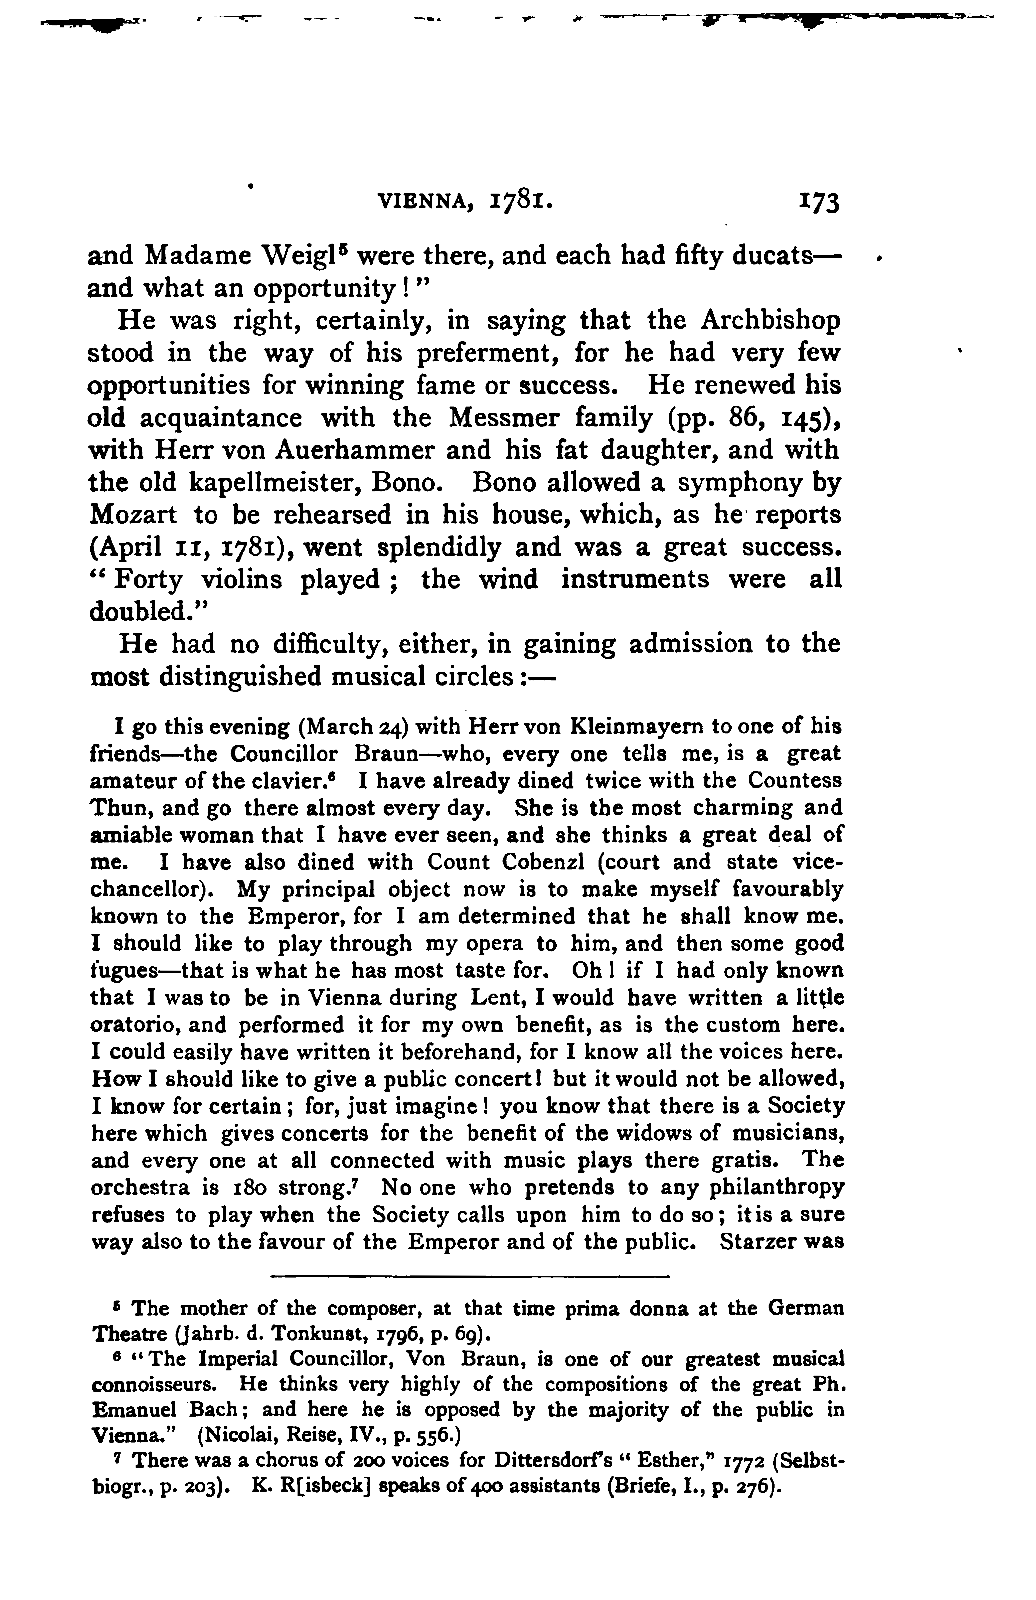 VIENNA, 1781. 173
and Madame Weigl⁵ were there, and each had fifty ducats—
and what an opportunity ! ”
He was right, certainly, in saying that the Archbishop
stood in the way of his preferment, for he had very few
opportunities for winning fame or success. He renewed his
old acquaintance with the Messmer family (pp. 86, 145),
with Herr von Auerhammer and his fat daughter, and with
the old kapellmeister, Bono. Bono allowed a symphony by
Mozart to be rehearsed in his house, which, as he reports
(April 11, 1781), went splendidly and was a great success.
“ Forty violins played ; the wind instruments were all
doubled.”
He had no difficulty, either, in gaining admission to the
most distinguished musical circles :—
I go this evening (March 24) with Herr von Kleinmayern to one of his
friends—the Councillor Braun—who, every one tells me, is a great
amateur of the clavier.⁶ I have already dined twice with the Countess
Thun, and go there almost every day. She is the most charming and
amiable woman that I have ever seen, and she thinks a great deal of
me. I have also dined with Count Cobenzl (court and state vice-
chancellor). My principal object now is to make myself favourably
known to the Emperor, for I am determined that he shall know me.
I should like to play through my opera to him, and then some good
fugues—that is what he has most taste for. Oh ! if I had only known
that I was to be in Vienna during Lent, I would have written a little
oratorio, and performed it for my own benefit, as is the custom here.
I could easily have written it beforehand, for I know all the voices here.
How I should like to give a public concert! but it would not be allowed,
I know for certain ; for, just imagine ! you know that there is a Society
here which gives concerts for the benefit of the widows of musicians,
and every one at all connected with music plays there gratis. The
orchestra is 180 strong.⁷ No one who pretends to any philanthropy
refuses to play when the Society calls upon him to do so ; it is a sure
way also to the favour of the Emperor and of the public. Starzer was
⁵ The mother of the composer, at that time prima donna at the German
Theatre (Jahrb. d. Tonkunst, 1796, p. 69).
⁶ “ The Imperial Councillor, Von Braun, is one of our greatest musical
connoisseurs. He thinks very highly of the compositions of the great Ph.
Emanuel Bach ; and here he is opposed by the majority of the public in
Vienna.” (Nicolai, Reise, IV., p. 556.)
⁷ There was a chorus of 200 voices for Dittersdorf's “ Esther,” 1772 (Selbst-
biogr., p. 203). K. R[isbeck] speaks of 400 assistants (Briefe, I., p. 276).